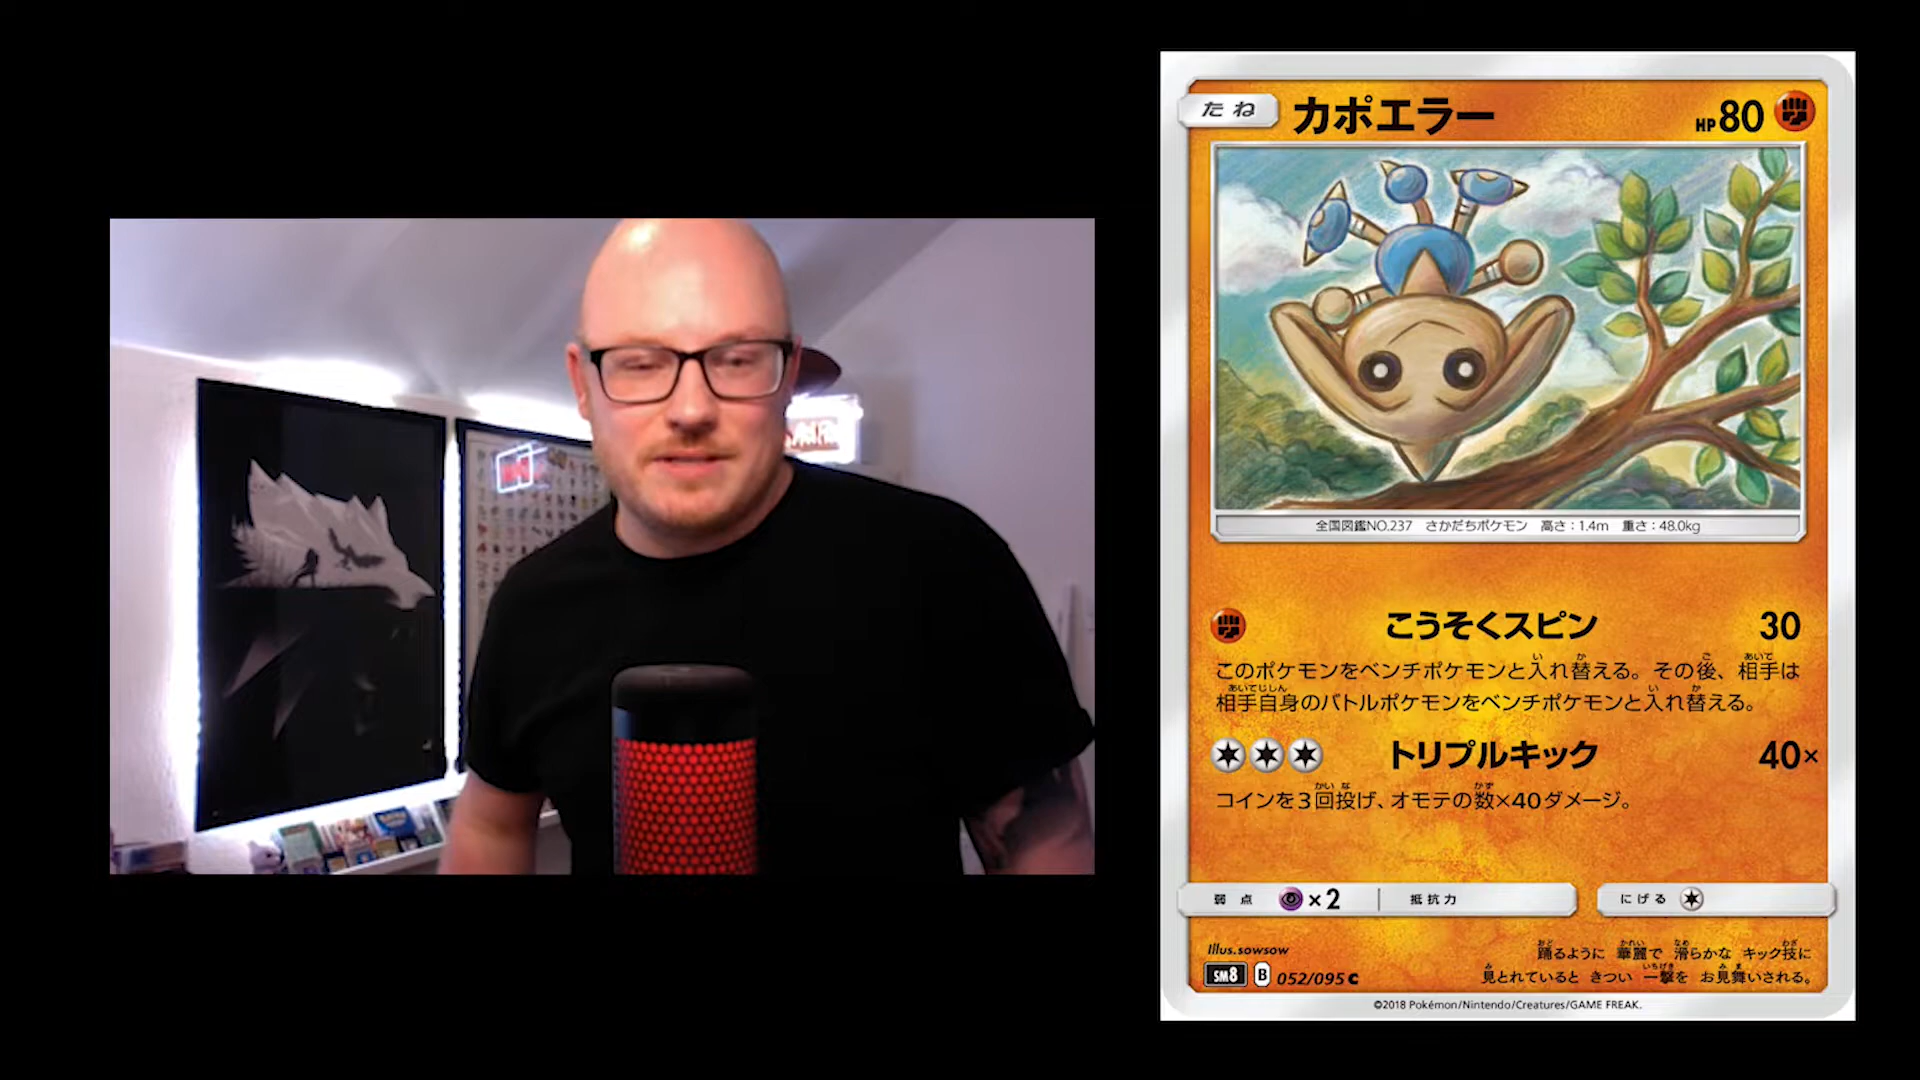 たね カポエラー HP80
全国図鑑NO.237 さかだちポケモン 高さ：1.4m 重さ：48.0kg
こうそくスピン 30
このポケモンをベンチポケモンと入れ替える。その後、相手は
相手自身のバトルポケモンをベンチポケモンと入れ替える。
トリプルキック 40×
コインを3回投げ、オモテの数×40ダメージ。
弱点 ×2 抵抗力 にげる
Illus.sowsow
SM8 B 052/095 C
踊るように 華麗で 滑らかな キック技に
見とれていると きつい 一撃を お見舞いされる。
©2018 Pokémon/Nintendo/Creatures/GAME FREAK.